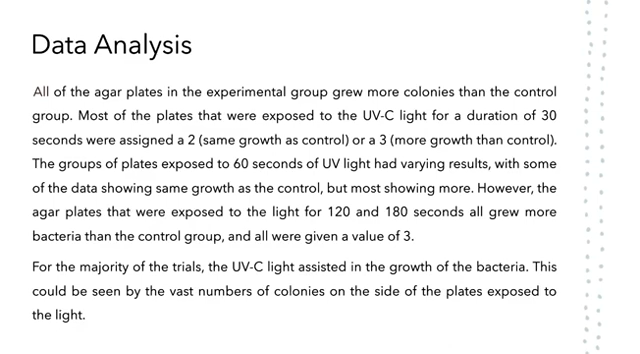 Data Analysis
All of the agar plates in the experimental group grew more colonies than the control
group. Most of the plates that were exposed to the UV-C light for a duration of 30
seconds were assigned a 2 (same growth as control) or a 3 (more growth than control).
The groups of plates exposed to 60 seconds of UV light had varying results, with some
of the data showing same growth as the control, but most showing more. However, the
agar plates that were exposed to the light for 120 and 180 seconds all grew more
bacteria than the control group, and all were given a value of 3.
For the majority of the trials, the UV-C light assisted in the growth of the bacteria. This
could be seen by the vast numbers of colonies on the side of the plates exposed to
the light.